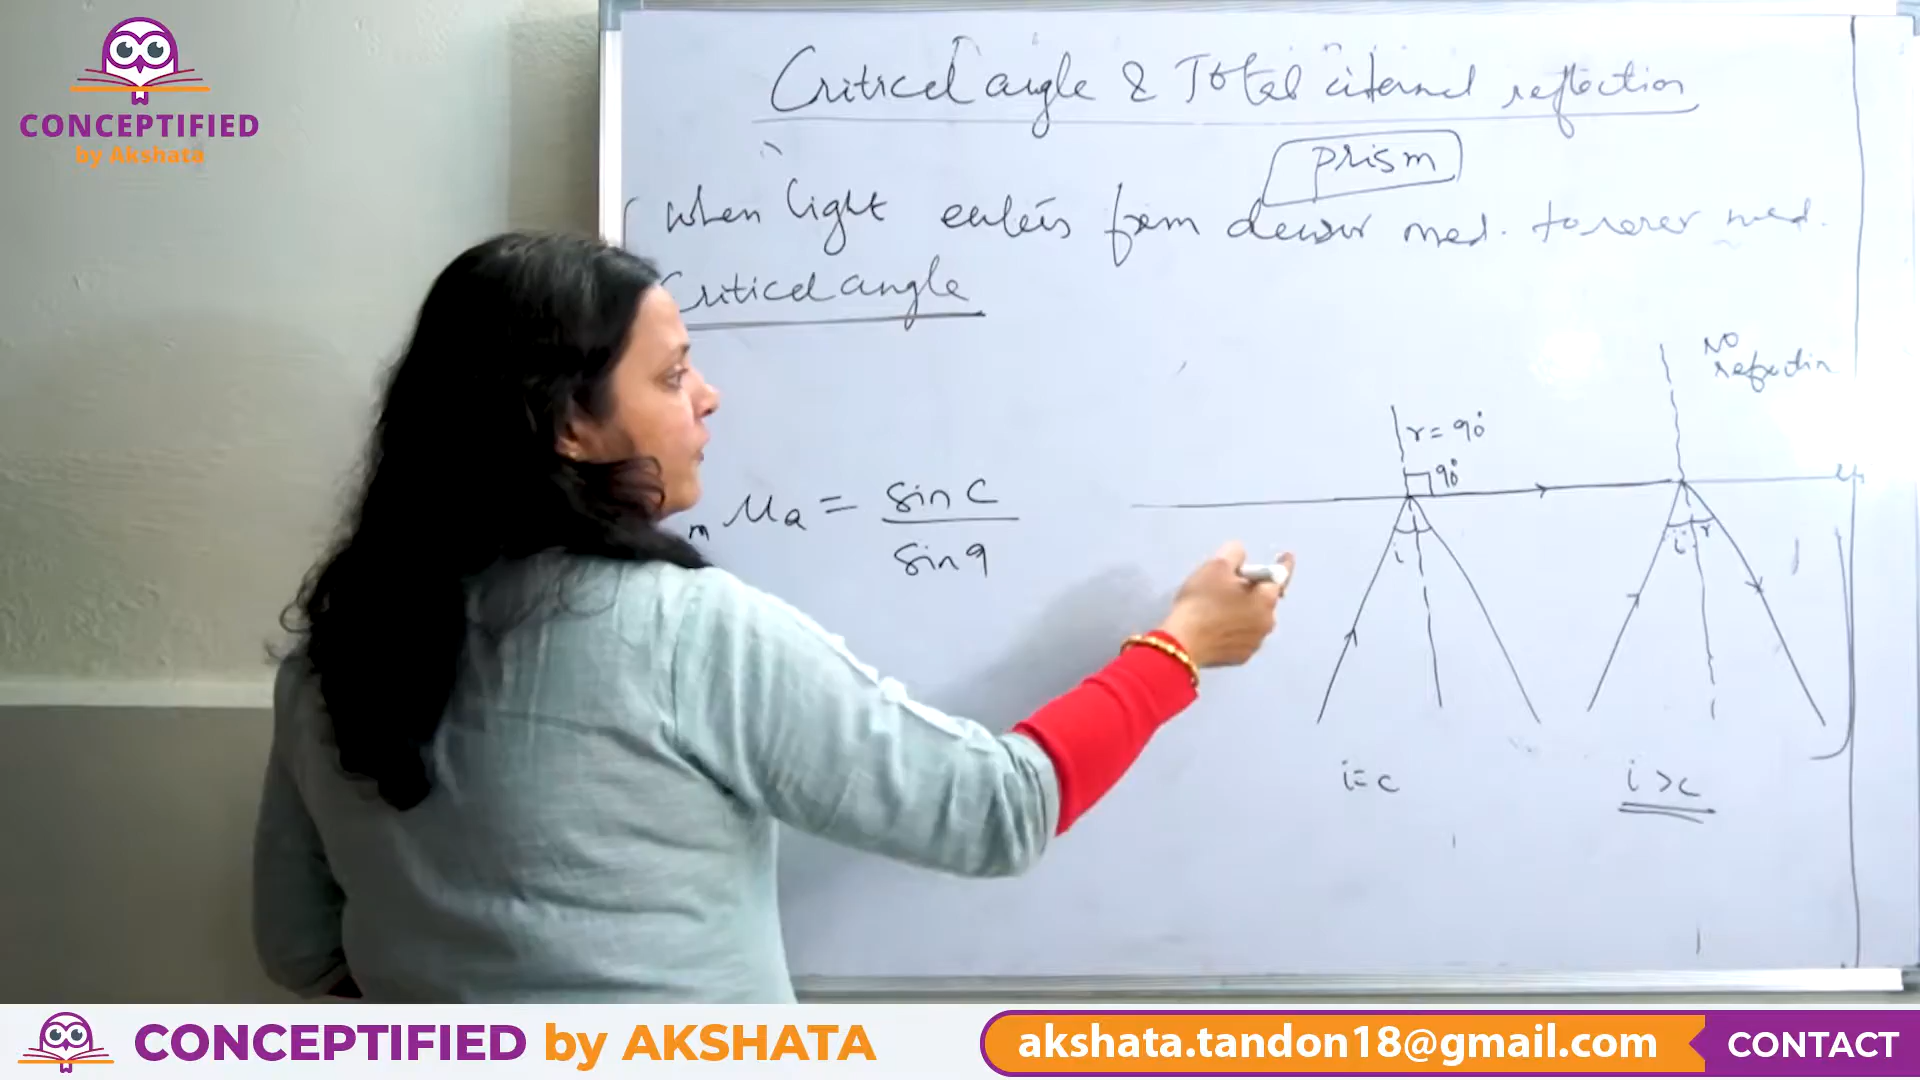 CONCEPTIFIED
by Akshata
Critical angle & Total internal reflection
prism
when light enters from denser med. to rarer med.
Critical angle
NO
refraction
r = 90°
90°
m μa = sin c
sin 9
i
i r
i = c
i > c
CONCEPTIFIED by AKSHATA
akshata.tandon18@gmail.com
CONTACT